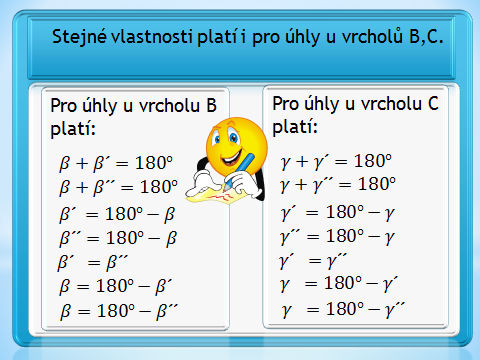 Stejné vlastnosti platí i pro úhly u vrcholů B,C.
Pro úhly u vrcholu B
platí:
β + β´ = 180°
β + β´´ = 180°
β´ = 180° − β
β´´ = 180° − β
β´ = β´´
β = 180° − β´
β = 180° − β´´
Pro úhly u vrcholu C
platí:
γ + γ´ = 180°
γ + γ´´ = 180°
γ´ = 180° − γ
γ´´ = 180° − γ
γ´ = γ´´
γ = 180° − γ´
γ = 180° − γ´´